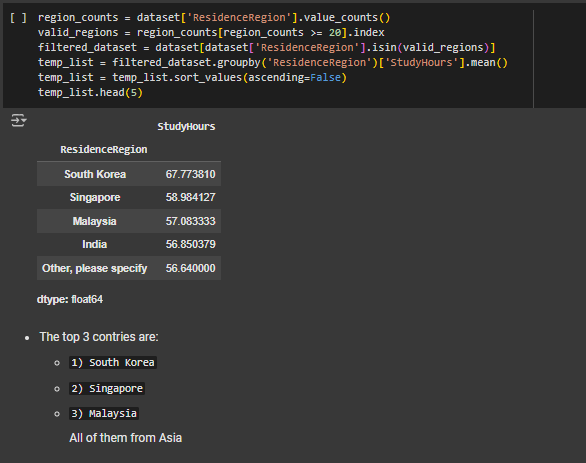 [ ] region_counts = dataset['ResidenceRegion'].value_counts()
valid_regions = region_counts[region_counts >= 20].index
filtered_dataset = dataset[dataset['ResidenceRegion'].isin(valid_regions)]
temp_list = filtered_dataset.groupby('ResidenceRegion')['StudyHours'].mean()
temp_list = temp_list.sort_values(ascending=False)
temp_list.head(5)
StudyHours
ResidenceRegion
South Korea 67.773810
Singapore 58.984127
Malaysia 57.083333
India 56.850379
Other, please specify 56.640000
dtype: float64
• The top 3 contries are:
◦ 1) South Korea
◦ 2) Singapore
◦ 3) Malaysia
All of them from Asia